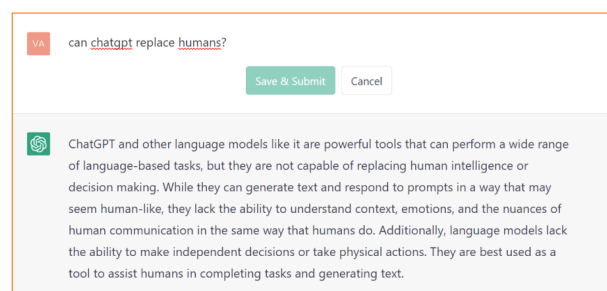 VA
can chatgpt replace humans?
Save & Submit
Cancel
ChatGPT and other language models like it are powerful tools that can perform a wide range
of language-based tasks, but they are not capable of replacing human intelligence or
decision making. While they can generate text and respond to prompts in a way that may
seem human-like, they lack the ability to understand context, emotions, and the nuances of
human communication in the same way that humans do. Additionally, language models lack
the ability to make independent decisions or take physical actions. They are best used as a
tool to assist humans in completing tasks and generating text.